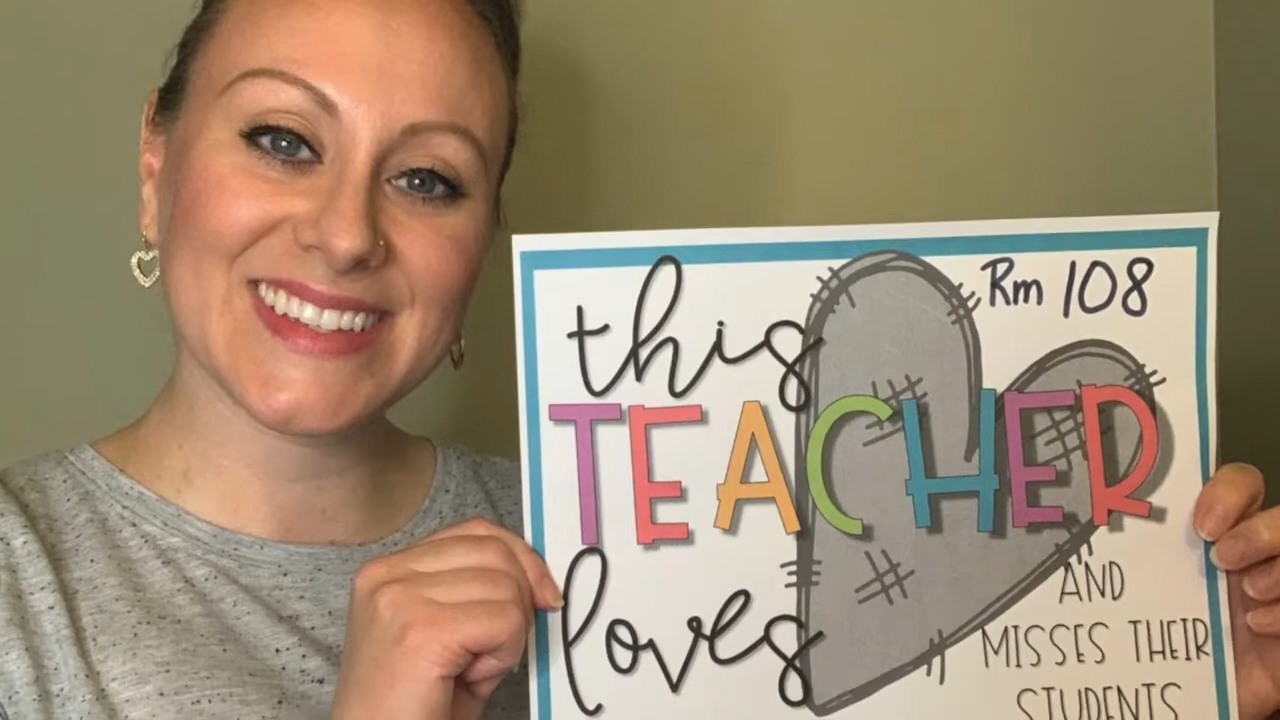 Rm 108
this
TEACHER
loves
AND
MISSES THEIR
STUDENTS